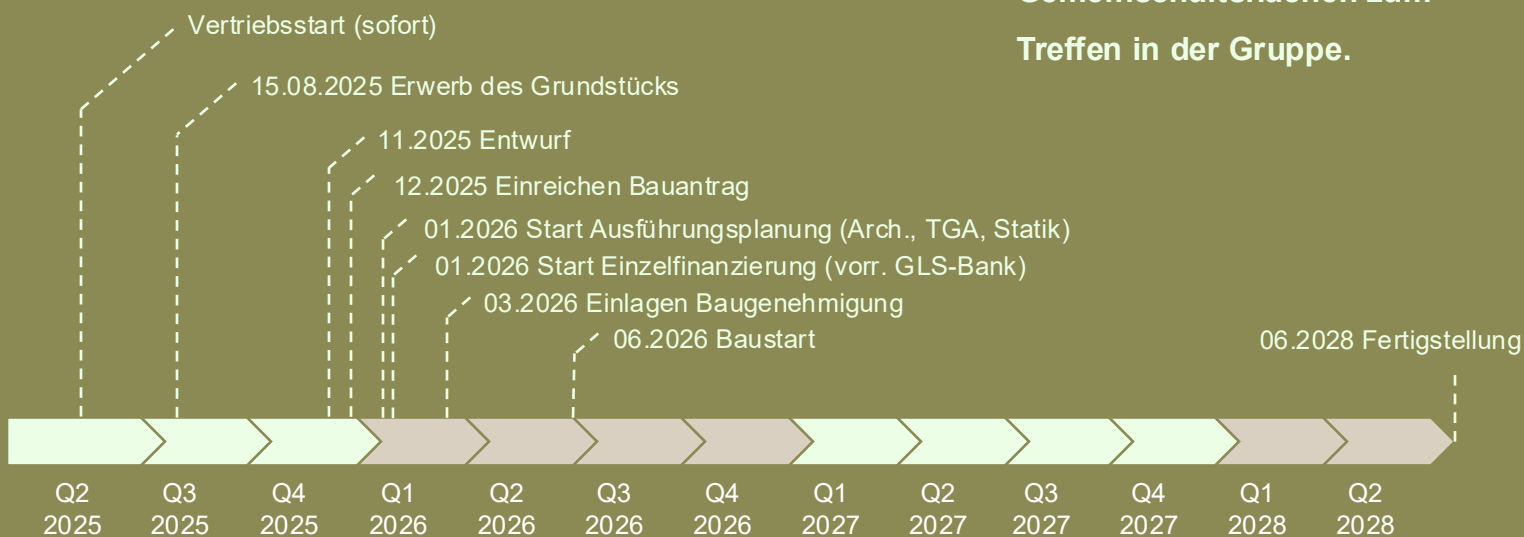 Treffen in der Gruppe.
Vertriebsstart (sofort)
15.08.2025 Erwerb des Grundstücks
11.2025 Entwurf
12.2025 Einreichen Bauantrag
01.2026 Start Ausführungsplanung (Arch., TGA, Statik)
01.2026 Start Einzelfinanzierung (vorr. GLS-Bank)
03.2026 Einlagen Baugenehmigung
06.2026 Baustart
06.2028 Fertigstellung
Q2 2025
Q3 2025
Q4 2025
Q1 2026
Q2 2026
Q3 2026
Q4 2026
Q1 2027
Q2 2027
Q3 2027
Q4 2027
Q1 2028
Q2 2028